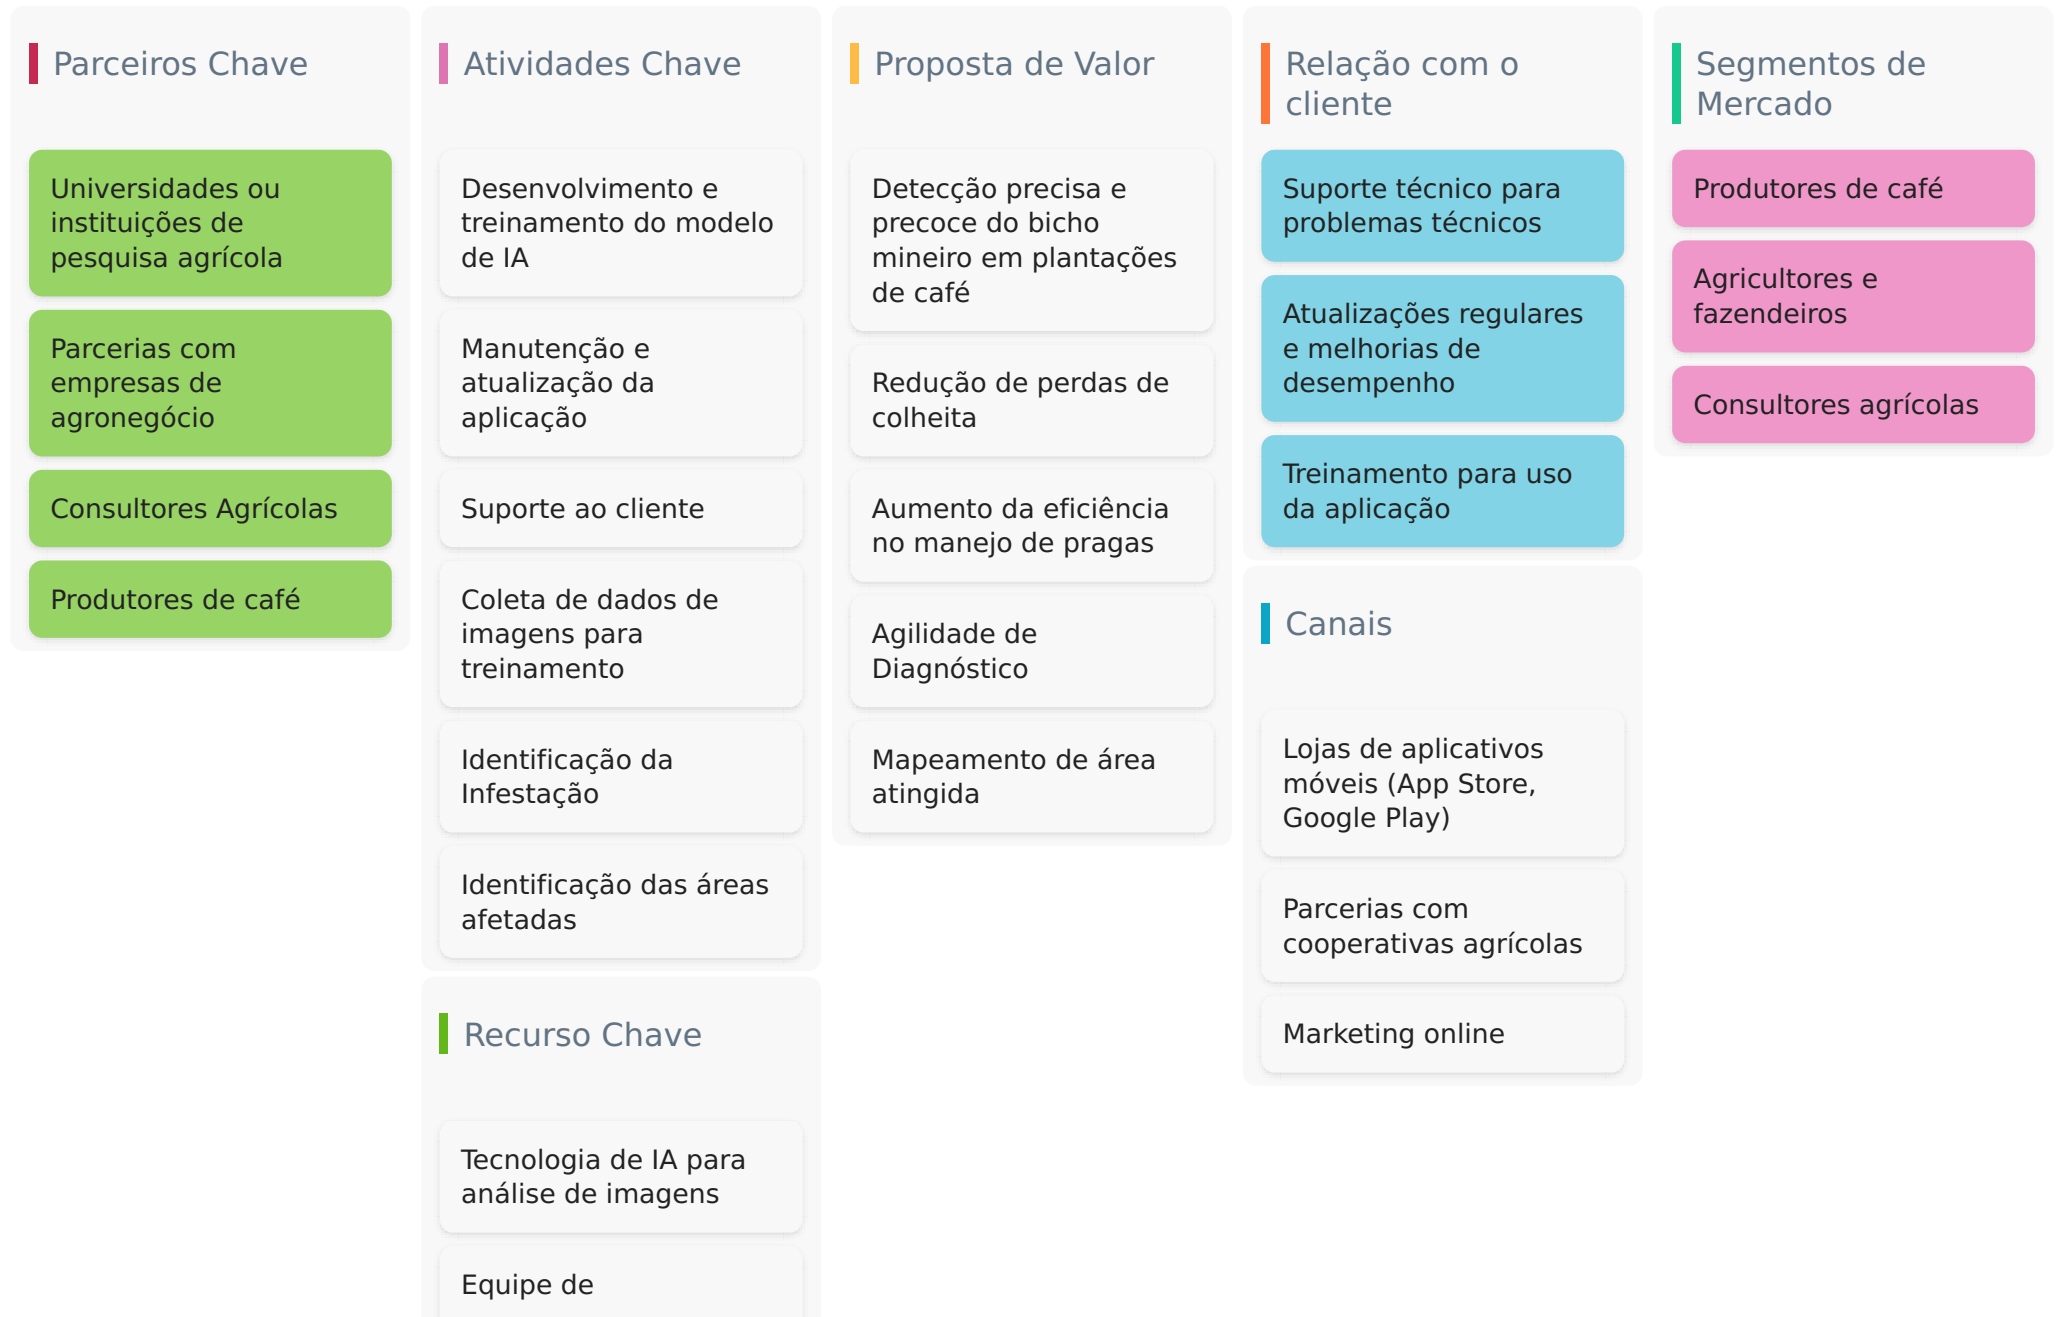 Parceiros Chave
Universidades ou
instituições de
pesquisa agrícola
Parcerias com
empresas de
agronegócio
Consultores Agrícolas
Produtores de café
Atividades Chave
Desenvolvimento e
treinamento do modelo
de IA
Manutenção e
atualização da
aplicação
Suporte ao cliente
Coleta de dados de
imagens para
treinamento
Identificação da
Infestação
Identificação das áreas
afetadas
Recurso Chave
Tecnologia de IA para
análise de imagens
Equipe de
Proposta de Valor
Detecção precisa e
precoce do bicho
mineiro em plantações
de café
Redução de perdas de
colheita
Aumento da eficiência
no manejo de pragas
Agilidade de
Diagnóstico
Mapeamento de área
atingida
Relação com o
cliente
Suporte técnico para
problemas técnicos
Atualizações regulares
e melhorias de
desempenho
Treinamento para uso
da aplicação
Canais
Lojas de aplicativos
móveis (App Store,
Google Play)
Parcerias com
cooperativas agrícolas
Marketing online
Segmentos de
Mercado
Produtores de café
Agricultores e
fazendeiros
Consultores agrícolas